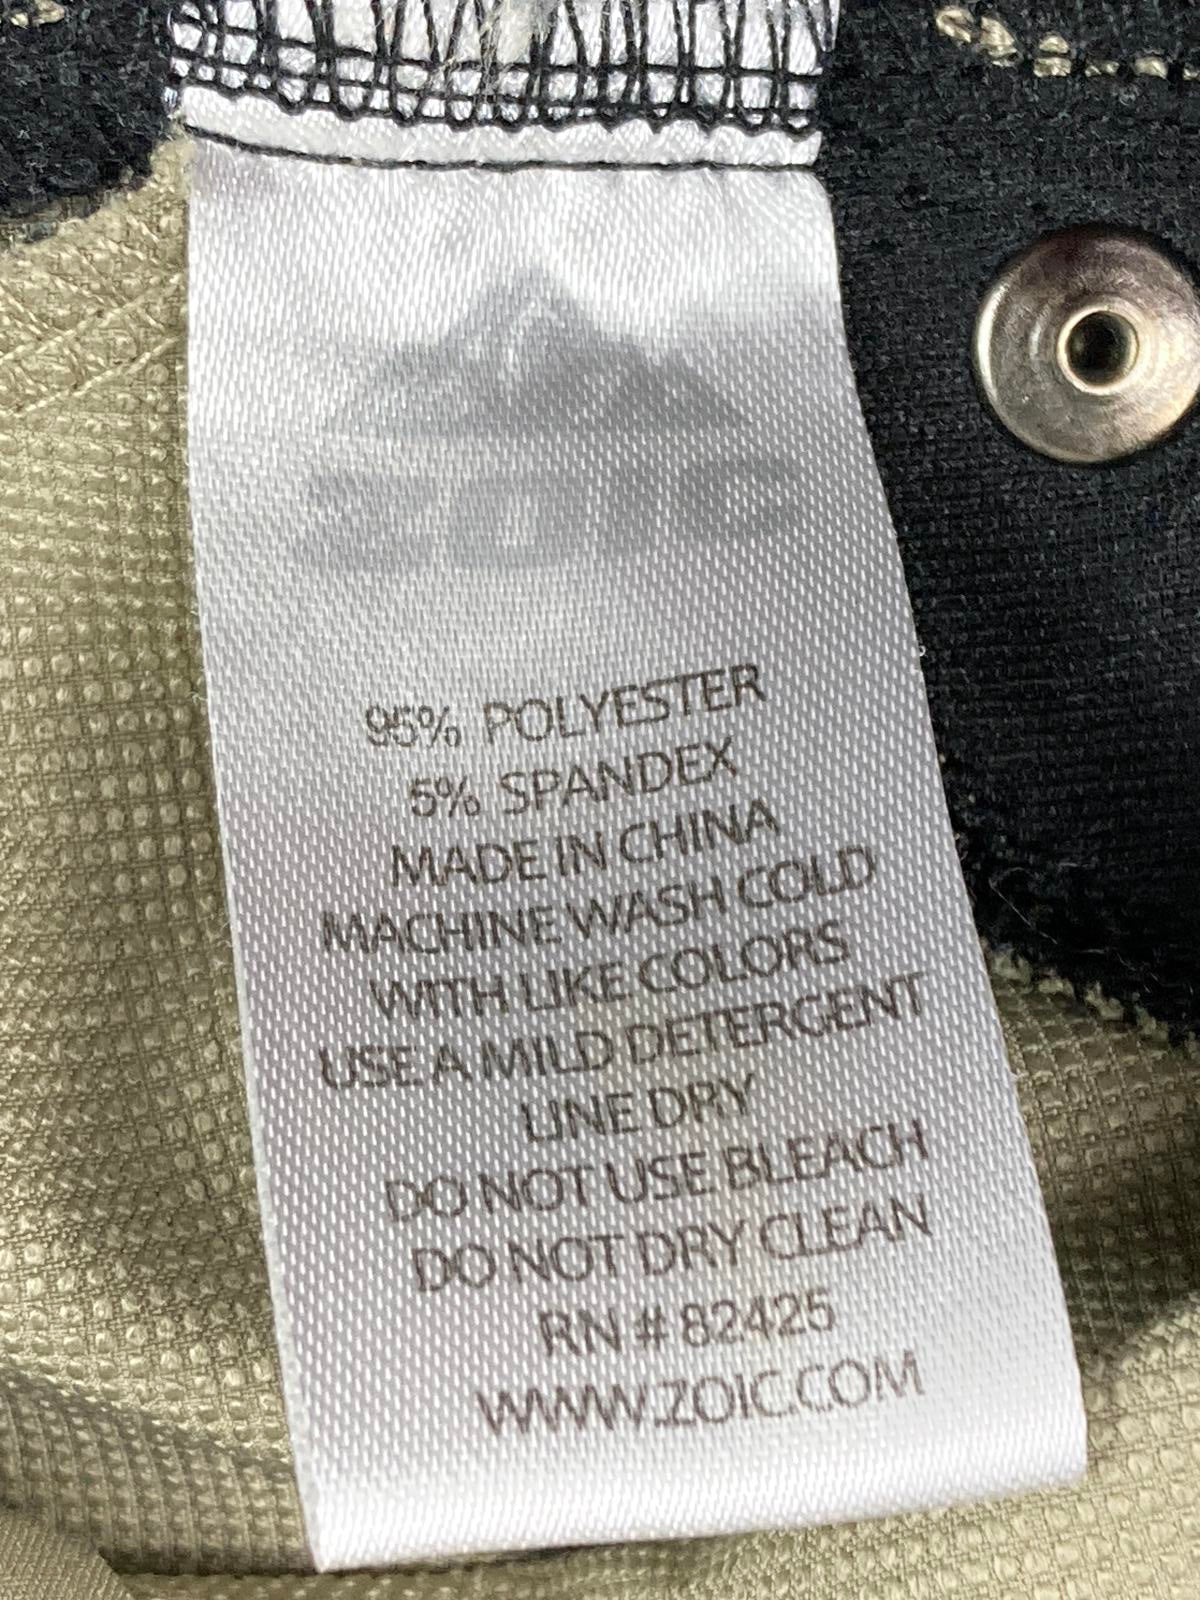 95% POLYESTER
5% SPANDEX
MADE IN CHINA
MACHINE WASH COLD
WITH LIKE COLORS
USE A MILD DETERGENT
LINE DRY
DO NOT USE BLEACH
DO NOT DRY CLEAN
RN # 82425
WWW.ZOIC.COM